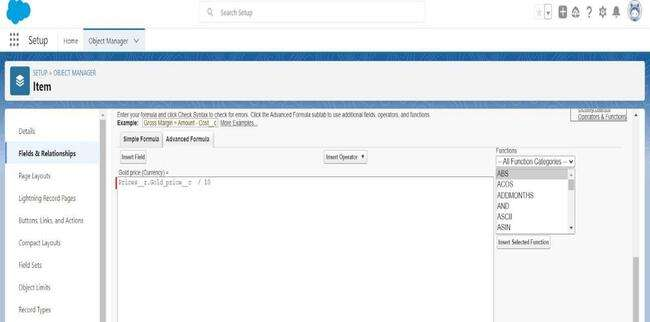 Search Setup
Setup
Home
Object Manager
SETUP > OBJECT MANAGER
Item
Details
Fields & Relationships
Page Layouts
Lightning Record Pages
Buttons, Links, and Actions
Compact Layouts
Field Sets
Object Limits
Record Types
Enter your formula and click Check Syntax to check for errors. Click the Advanced Formula subtab to use additional fields, operators, and functions.
Example: Gross Margin = Amount - Cost__c More Examples...
Operators & Functions
Simple Formula
Advanced Formula
Insert Field
Insert Operator
Gold price (Currency) =
Prices__r.Gold_price__r / 10
Functions
-- All Function Categories --
ABS
ACOS
ADDMONTHS
AND
ASCII
ASIN
Insert Selected Function